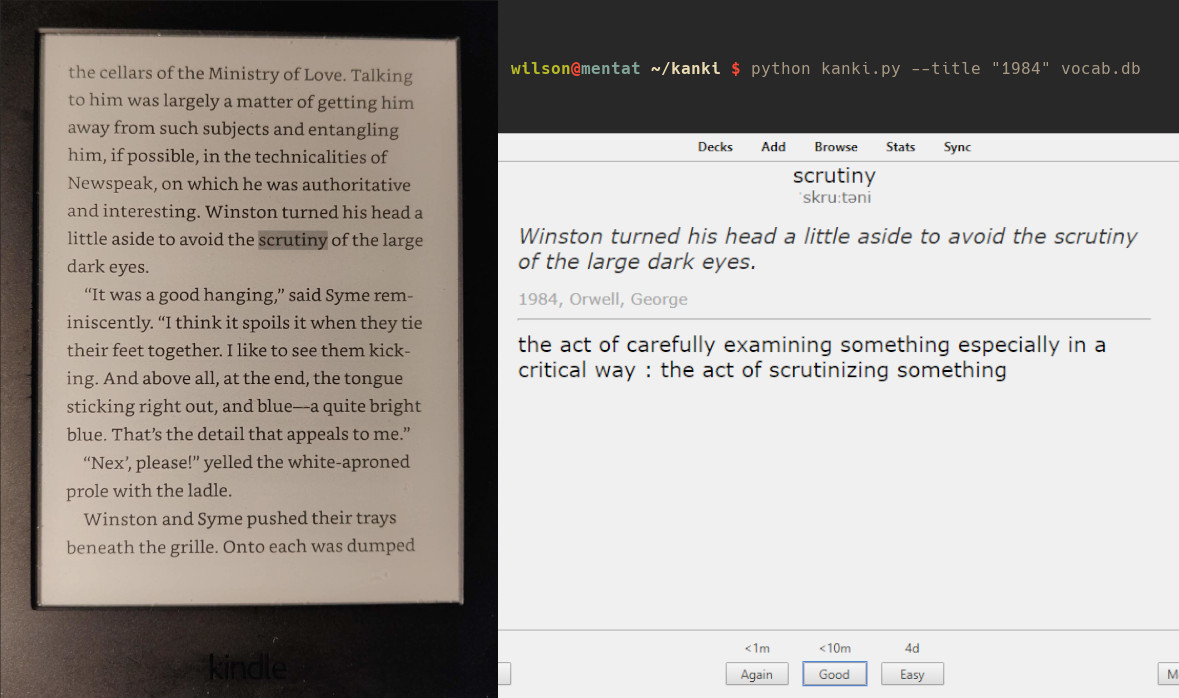 the cellars of the Ministry of Love. Talking
to him was largely a matter of getting him
away from such subjects and entangling
him, if possible, in the technicalities of
Newspeak, on which he was authoritative
and interesting. Winston turned his head a
little aside to avoid the scrutiny of the large
dark eyes.
“It was a good hanging,” said Syme rem-
iniscently. “I think it spoils it when they tie
their feet together. I like to see them kick-
ing. And above all, at the end, the tongue
sticking right out, and blue—a quite bright
blue. That’s the detail that appeals to me.”
“Nex’, please!” yelled the white-aproned
prole with the ladle.
Winston and Syme pushed their trays
beneath the grille. Onto each was dumped
kindle
wilson@mentat ~/kanki $ python kanki.py --title "1984" vocab.db
Decks Add Browse Stats Sync
scrutiny
ˈskru:təni
Winston turned his head a little aside to avoid the scrutiny
of the large dark eyes.
1984, Orwell, George
the act of carefully examining something especially in a
critical way : the act of scrutinizing something
<1m <10m 4d
Again Good Easy